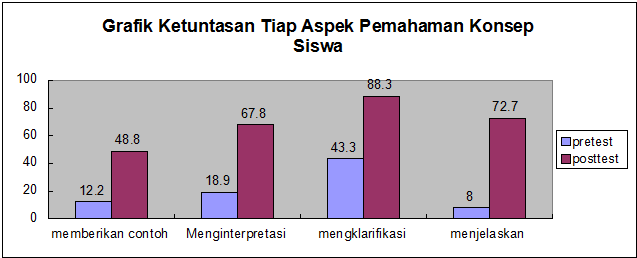 Grafik Ketuntasan Tiap Aspek Pemahaman Konsep
Siswa
100
80
60
40
20
0
12.2
48.8
18.9
67.8
43.3
88.3
8
72.7
memberikan contoh
Menginterpretasi
mengklarifikasi
menjelaskan
pretest
posttest